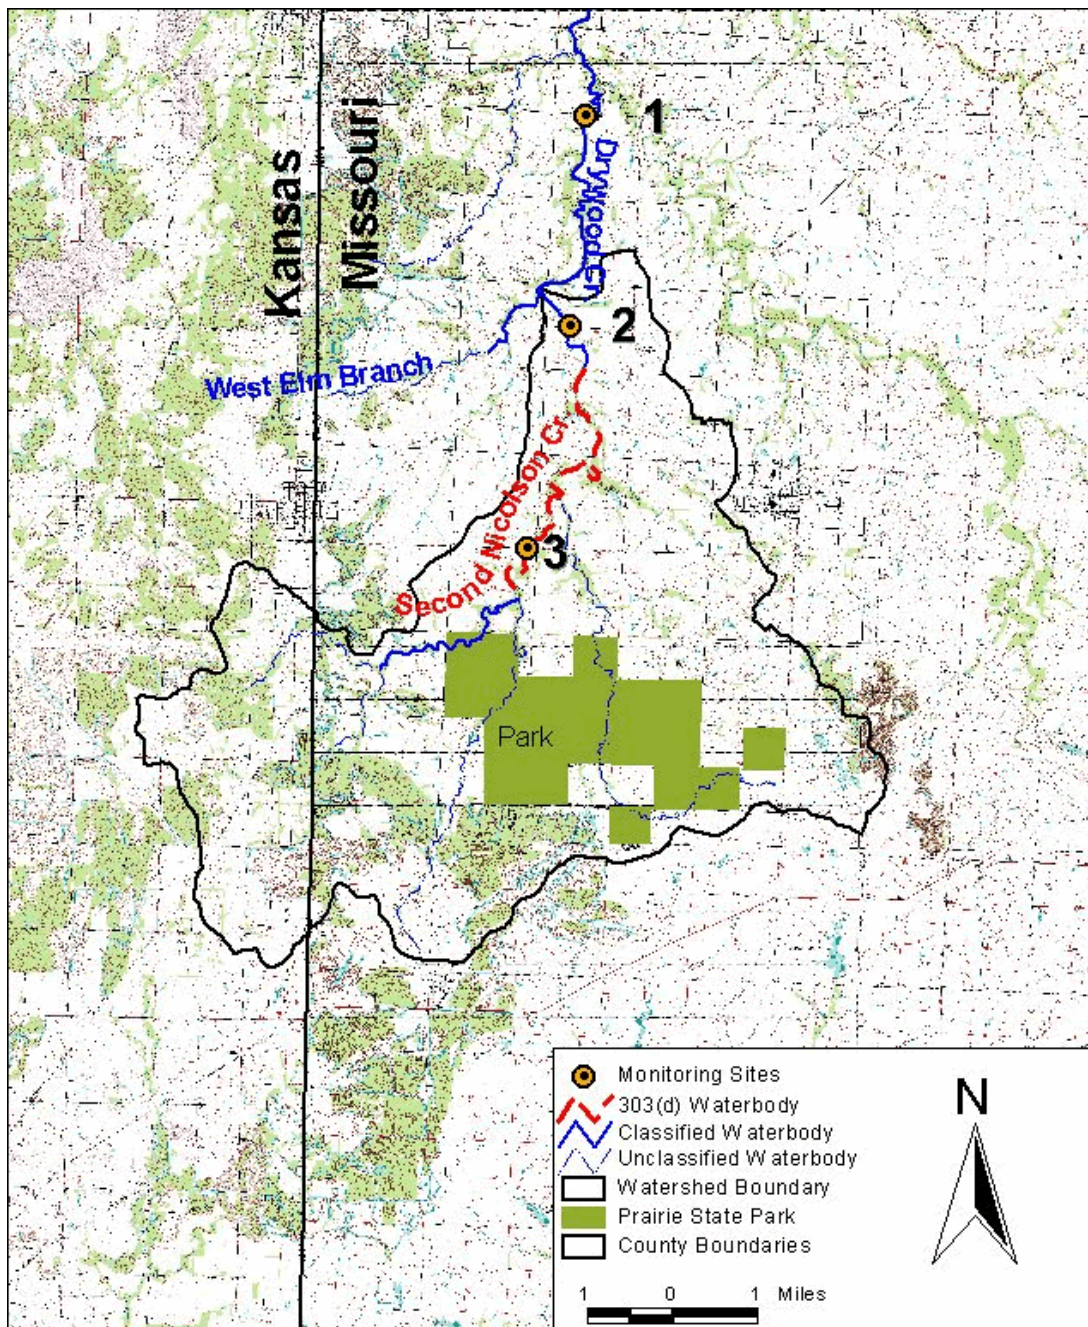 1
Kansas
Missouri
Drywood Cr
2
West Elm Branch
Second Nicolson Cr
3
Park
Monitoring Sites
303(d) Waterbody
Classified Waterbody
Unclassified Waterbody
Watershed Boundary
Prairie State Park
County Boundaries
N
1 0 1 Miles